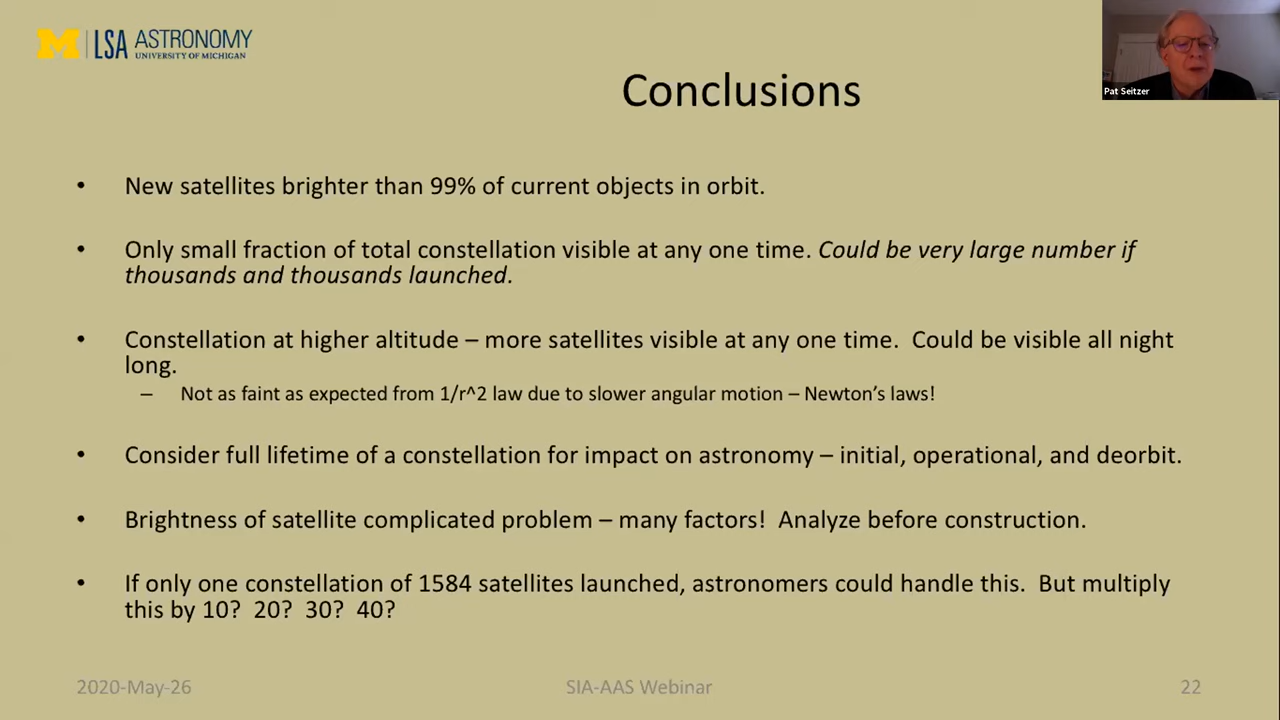 M LSA ASTRONOMY
UNIVERSITY OF MICHIGAN
Pat Seitzer
Conclusions
• New satellites brighter than 99% of current objects in orbit.
• Only small fraction of total constellation visible at any one time. Could be very large number if
thousands and thousands launched.
• Constellation at higher altitude – more satellites visible at any one time.  Could be visible all night
long.
– Not as faint as expected from 1/r^2 law due to slower angular motion – Newton's laws!
• Consider full lifetime of a constellation for impact on astronomy – initial, operational, and deorbit.
• Brightness of satellite complicated problem – many factors!  Analyze before construction.
• If only one constellation of 1584 satellites launched, astronomers could handle this.  But multiply
this by 10?  20?  30?  40?
2020-May-26 SIA-AAS Webinar 22